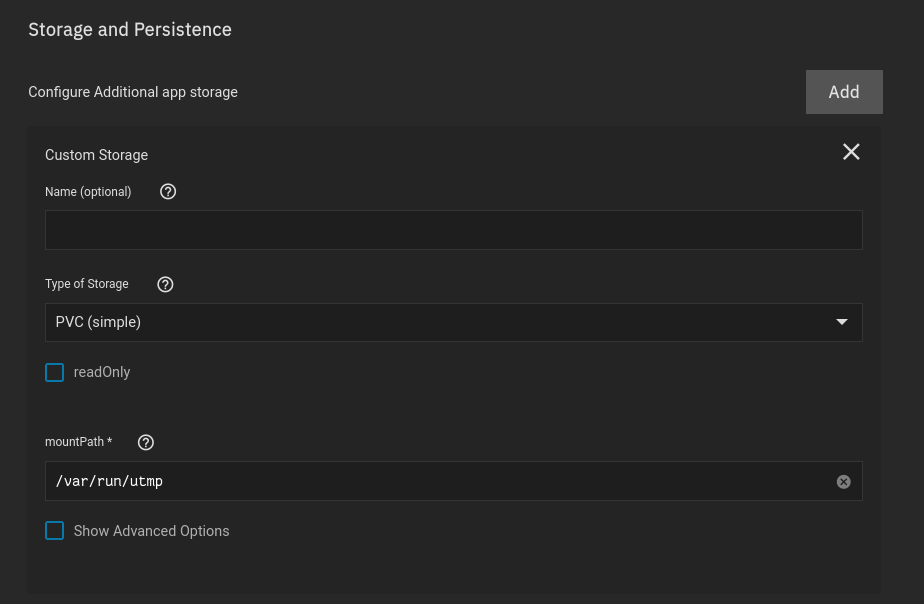 Storage and Persistence
Configure Additional app storage
Add
Custom Storage
Name (optional)
Type of Storage
PVC (simple)
readOnly
mountPath *
/var/run/utmp
Show Advanced Options